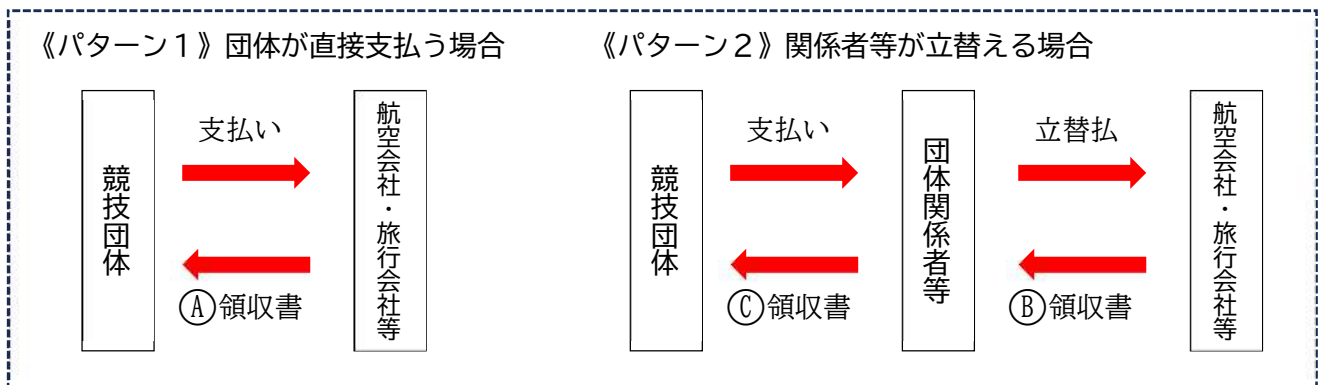 《パターン1》団体が直接支払う場合
競技団体
支払い
Ⓐ領収書
航空会社・旅行会社等
《パターン2》関係者等が立替える場合
競技団体
支払い
Ⓒ領収書
団体関係者等
立替払
Ⓑ領収書
航空会社・旅行会社等